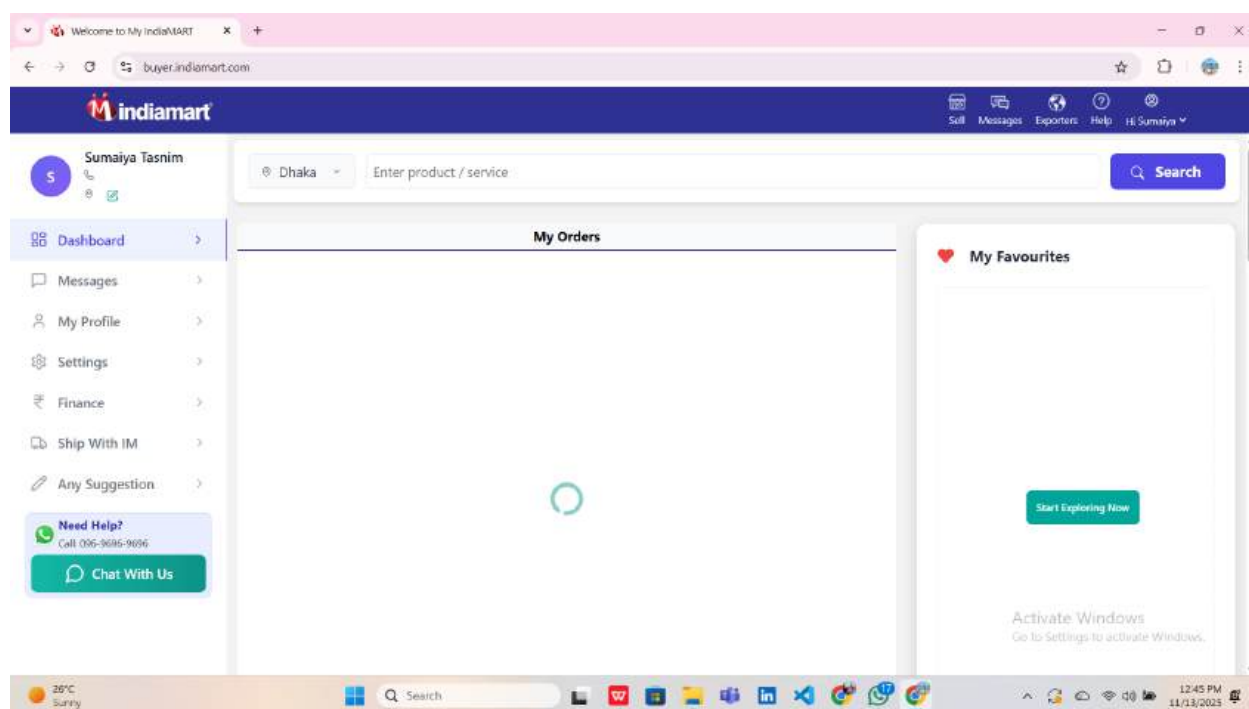 Welcome to My IndiaMART
buyer.indiamart.com
indiamart
Sell Messages Exporters Help Hi Sumaiya
Sumaiya Tasnim
S
Dhaka
Enter product / service
Search
Dashboard
Messages
My Profile
Settings
Finance
Ship With IM
Any Suggestion
Need Help?
Call 096-9696-9696
Chat With Us
My Orders
My Favourites
Start Exploring Now
Activate Windows
Go to Settings to activate Windows.
26°C
Sunny
Search
W
17
12:45 PM
11/13/2025